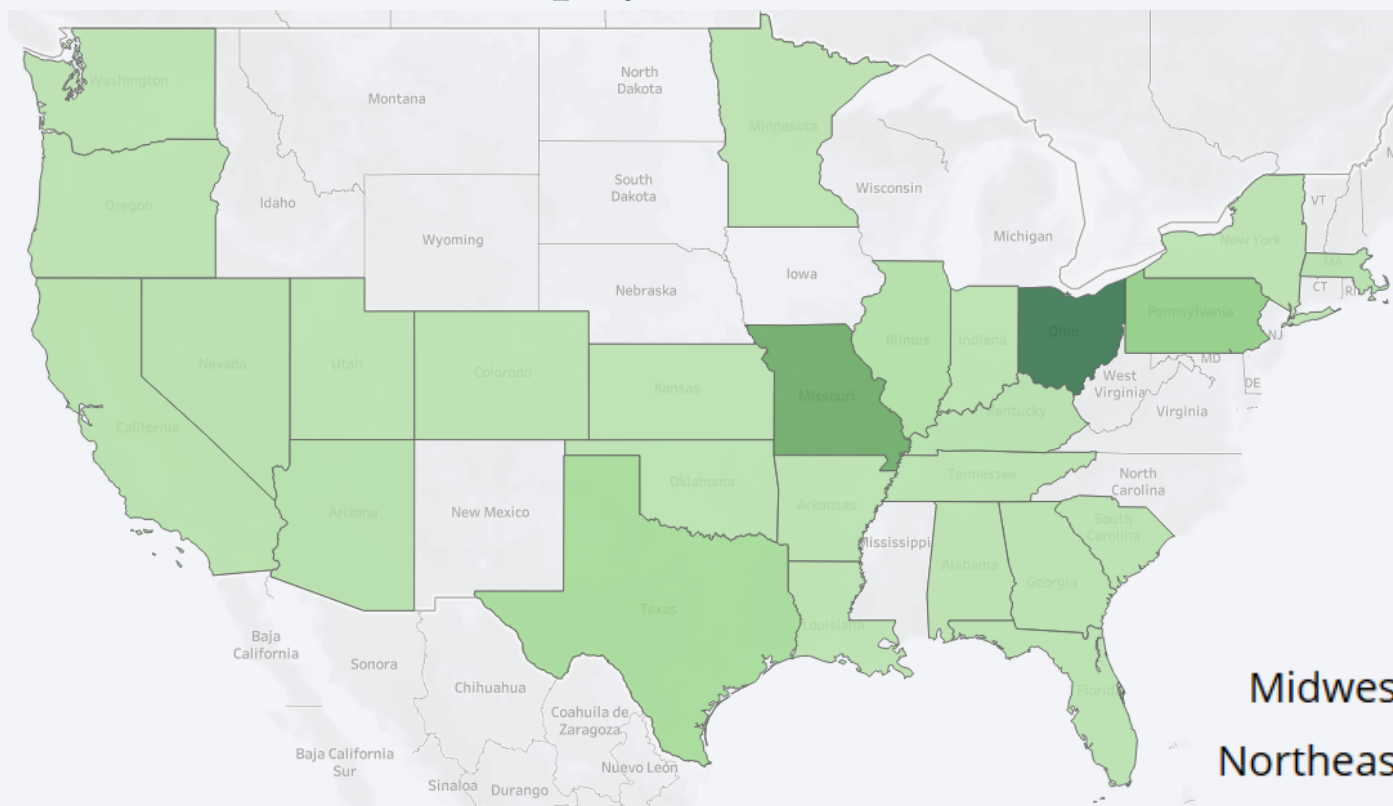 Washington
Montana
North
Dakota
Minnesota
Oregon
Idaho
South
Dakota
Wisconsin
VT
Wyoming
Michigan
New York
MA
Iowa
CT
RI
Nebraska
Pennsylvania
Ohio
NJ
Illinois
Indiana
MD
Nevada
Utah
Colorado
Kansas
Missouri
West
Virginia
DE
California
Kentucky
Virginia
Oklahoma
Tennessee
North
Carolina
Arizona
New Mexico
Arkansas
South
Carolina
Mississippi
Alabama
Georgia
Texas
Louisiana
Baja
California
Sonora
Chihuahua
Florida
Midwes
Coahuila de
Zaragoza
Baja California
Sur
Nuevo León
Northeas
Sinaloa
Durango